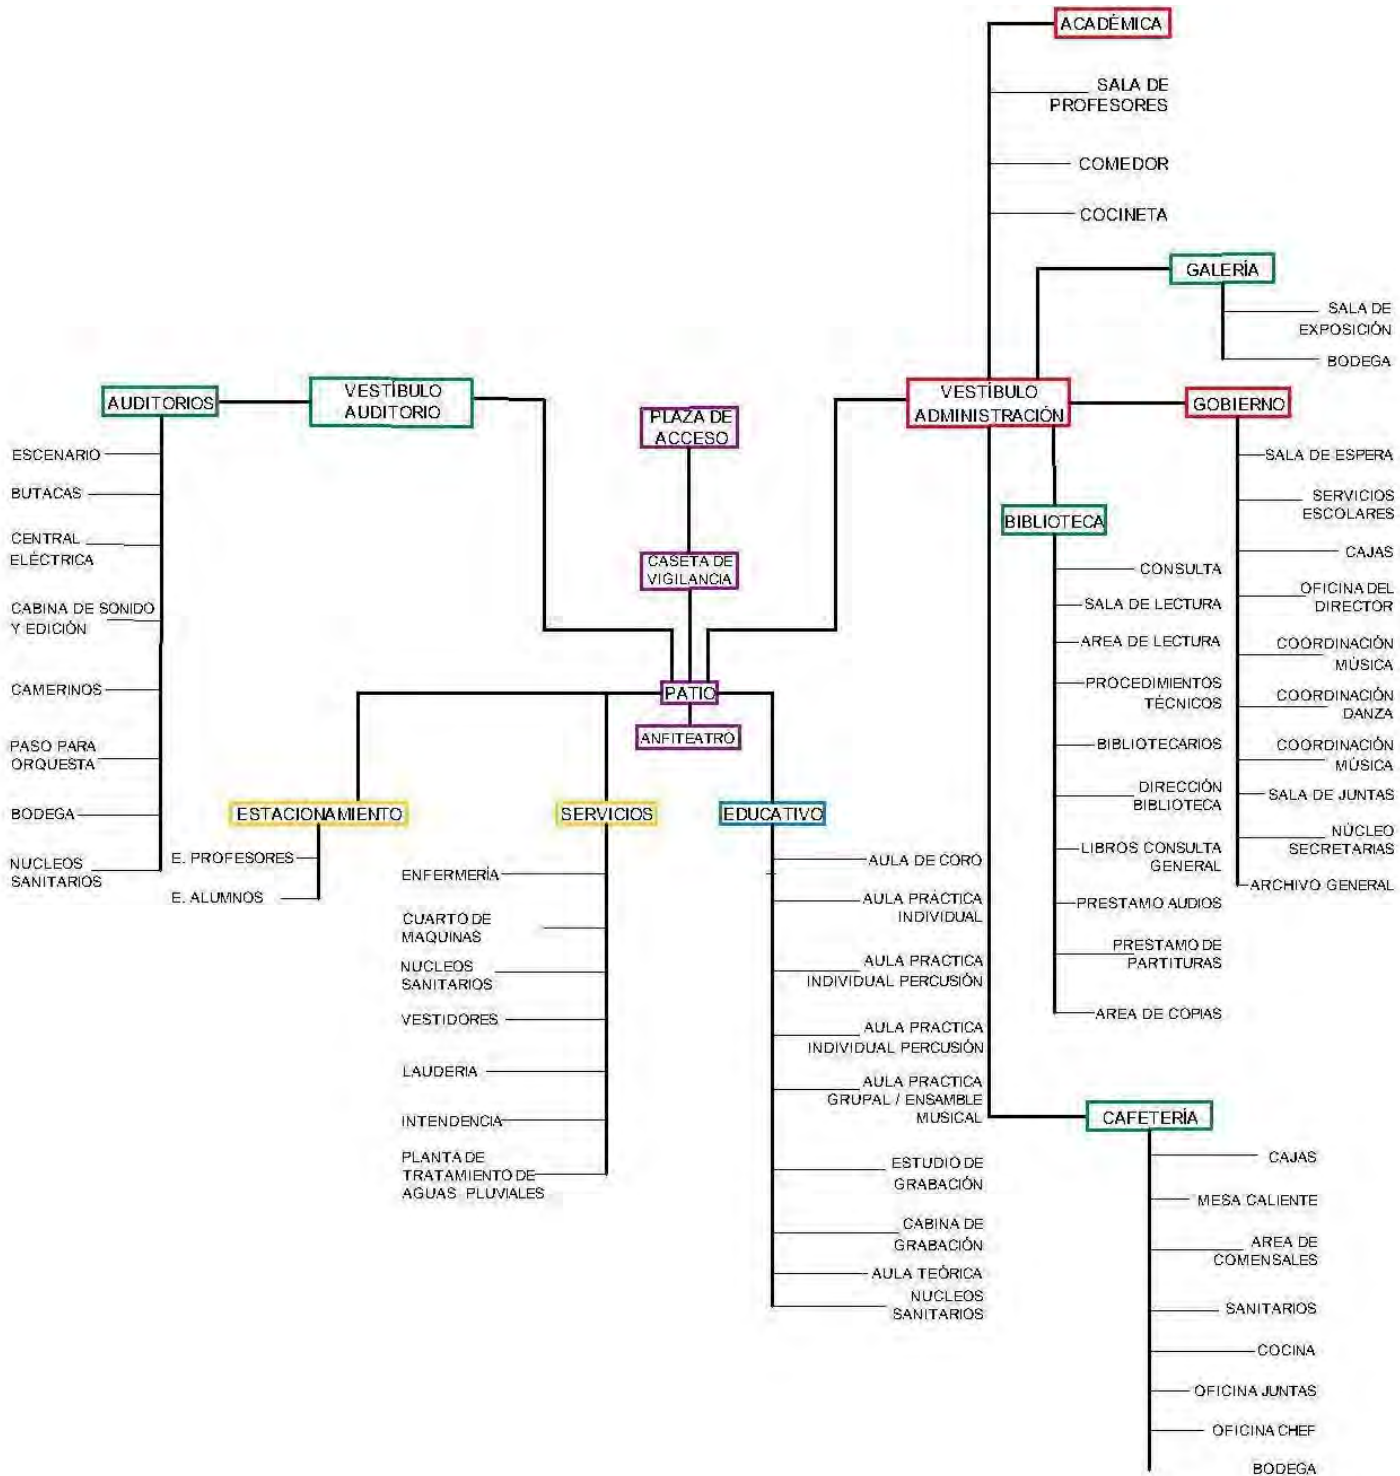 ACADÉMICA
SALA DE
PROFESORES
COMEDOR
COCINETA
GALERÍA
SALA DE
EXPOSICIÓN
BODEGA
VESTÍBULO
ADMINISTRACIÓN
GOBIERNO
SALA DE ESPERA
SERVICIOS
ESCOLARES
CAJAS
OFICINA DEL
DIRECTOR
COORDINACIÓN
MÚSICA
COORDINACIÓN
DANZA
COORDINACIÓN
MÚSICA
SALA DE JUNTAS
NÚCLEO
SECRETARIAS
ARCHIVO GENERAL
BIBLIOTECA
CONSULTA
SALA DE LECTURA
AREA DE LECTURA
PROCEDIMIENTOS
TÉCNICOS
BIBLIOTECARIOS
DIRECCIÓN
BIBLIOTECA
LIBROS CONSULTA
GENERAL
PRESTAMO AUDIOS
PRESTAMO DE
PARTITURAS
AREA DE COPIAS
CAFETERÍA
CAJAS
MESA CALIENTE
AREA DE
COMENSALES
SANITARIOS
COCINA
OFICINA JUNTAS
OFICINA CHEF
BODEGA
PLAZA DE
ACCESO
CASETA DE
VIGILANCIA
PATIO
ANFITEATRO
VESTÍBULO
AUDITORIO
AUDITORIOS
ESCENARIO
BUTACAS
CENTRAL
ELÉCTRICA
CABINA DE SONIDO
Y EDICIÓN
CAMERINOS
PASO PARA
ORQUESTA
BODEGA
NUCLEOS
SANITARIOS
ESTACIONAMIENTO
E. PROFESORES
E. ALUMNOS
SERVICIOS
ENFERMERÍA
CUARTO DE
MAQUINAS
NUCLEOS
SANITARIOS
VESTIDORES
LAUDERIA
INTENDENCIA
PLANTA DE
TRATAMIENTO DE
AGUAS PLUVIALES
EDUCATIVO
AULA DE CORO
AULA PRÁCTICA
INDIVIDUAL
AULA PRACTICA
INDIVIDUAL PERCUSIÓN
AULA PRACTICA
INDIVIDUAL PERCUSIÓN
AULA PRACTICA
GRUPAL / ENSAMBLE
MUSICAL
ESTUDIO DE
GRABACIÓN
CABINA DE
GRABACIÓN
AULA TEÓRICA
NUCLEOS
SANITARIOS